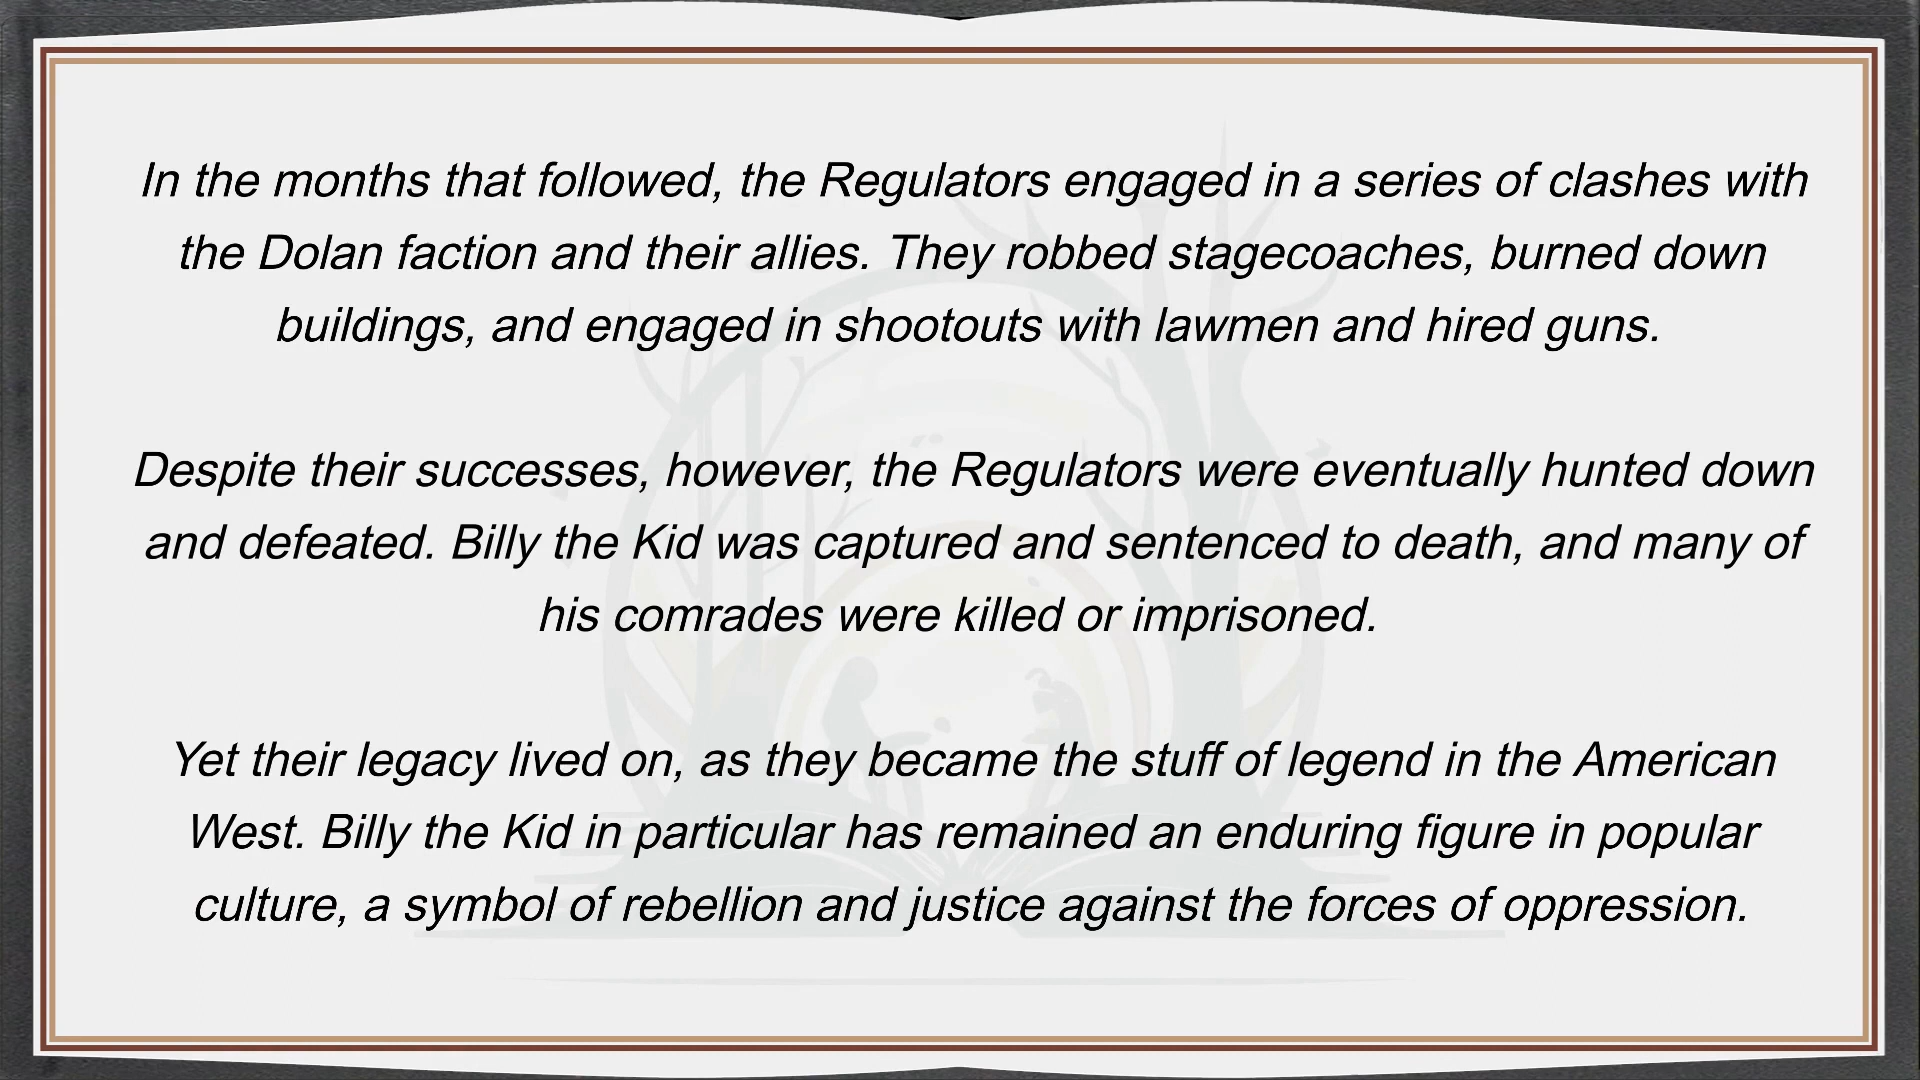 In the months that followed, the Regulators engaged in a series of clashes with
the Dolan faction and their allies. They robbed stagecoaches, burned down
buildings, and engaged in shootouts with lawmen and hired guns.
Despite their successes, however, the Regulators were eventually hunted down
and defeated. Billy the Kid was captured and sentenced to death, and many of
his comrades were killed or imprisoned.
Yet their legacy lived on, as they became the stuff of legend in the American
West. Billy the Kid in particular has remained an enduring figure in popular
culture, a symbol of rebellion and justice against the forces of oppression.